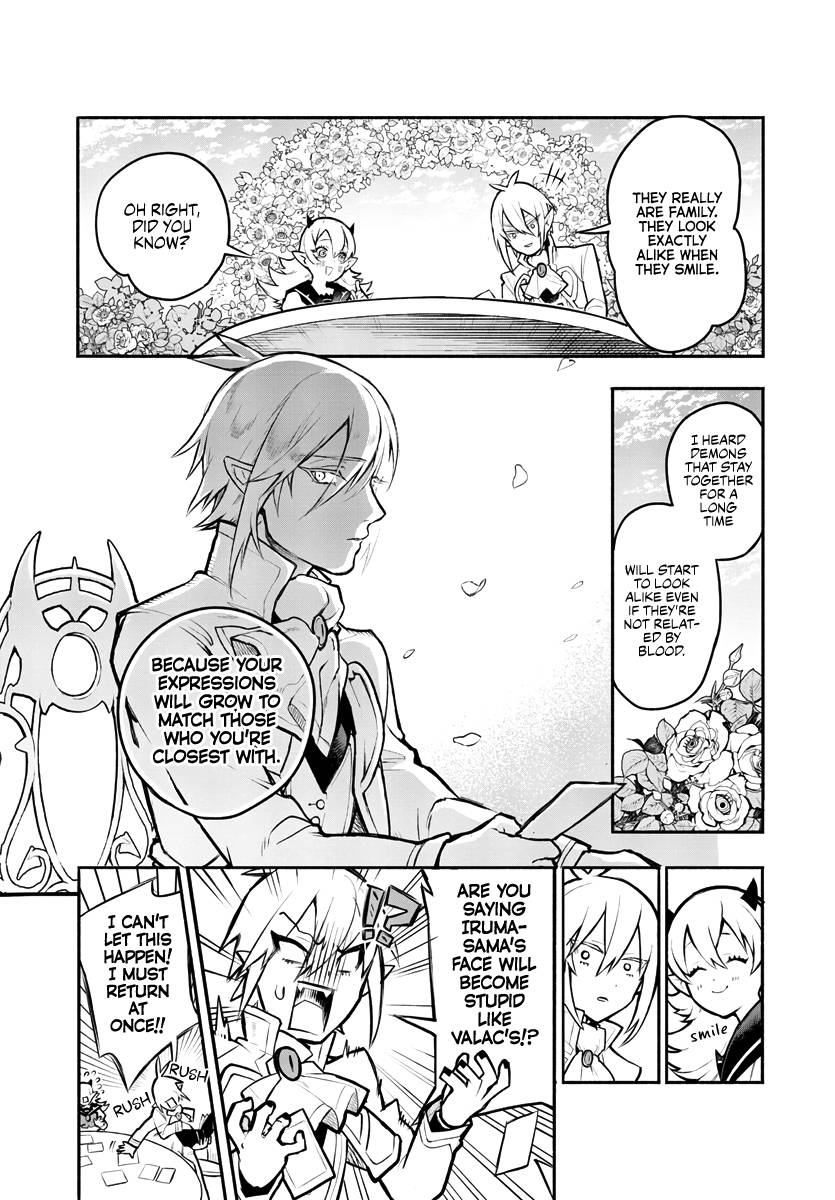 THEY REALLY
ARE FAMILY.
THEY LOOK
EXACTLY
ALIKE WHEN
THEY SMILE.
OH RIGHT,
DID YOU
KNOW?
I HEARD
DEMONS
THAT STAY
TOGETHER
FOR A
LONG
TIME
WILL START
TO LOOK
ALIKE EVEN
IF THEY'RE
NOT RELAT-
ED BY
BLOOD.
BECAUSE YOUR
EXPRESSIONS
WILL GROW TO
MATCH THOSE
WHO YOU'RE
CLOSEST WITH.
smile
ARE YOU
SAYING
IRUMA-
SAMA'S
FACE WILL
BECOME
STUPID
LIKE
VALAC'S!?
!?
I CAN'T
LET THIS
HAPPEN!
I MUST
RETURN
AT
ONCE!!
RUSH
RUSH